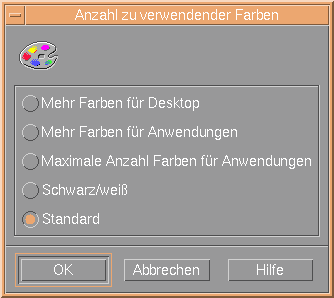 Anzahl zu verwendender Farben
Mehr Farben für Desktop
Mehr Farben für Anwendungen
Maximale Anzahl Farben für Anwendungen
Schwarz/weiß
Standard
OK Abbrechen Hilfe